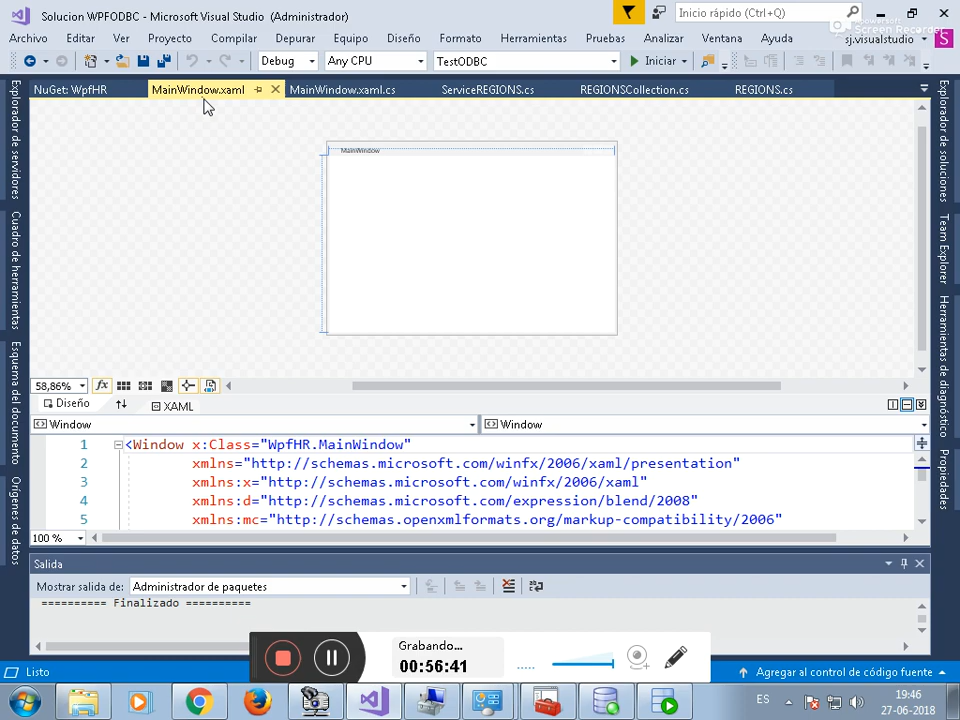 Solucion WPFODBC - Microsoft Visual Studio (Administrador)
Inicio rápido (Ctrl+Q)
Archivo Editar Ver Proyecto Compilar Depurar Equipo Diseño Formato Herramientas Pruebas Analizar Ventana Ayuda sj.visualstudio S
Debug Any CPU TestODBC Iniciar
NuGet: WpfHR MainWindow.xaml MainWindow.xaml.cs ServiceREGIONS.cs REGIONSCollection.cs REGIONS.cs
Explorador de servidores
Cuadro de herramientas
Esquema del documento
Orígenes de datos
MainWindow
Explorador de soluciones
Team Explorer
Herramientas de diagnóstico
Propiedades
58,86% fx
Diseño XAML
Window Window
1 <Window x:Class="WpfHR.MainWindow"
2 xmlns="http://schemas.microsoft.com/winfx/2006/xaml/presentation"
3 xmlns:x="http://schemas.microsoft.com/winfx/2006/xaml"
4 xmlns:d="http://schemas.microsoft.com/expression/blend/2008"
5 xmlns:mc="http://schemas.openxmlformats.org/markup-compatibility/2006"
100 %
Salida
Mostrar salida de: Administrador de paquetes
========== Finalizado ==========
Grabando...
00:56:41
Listo Agregar al control de código fuente
ES 19:46
27-06-2018